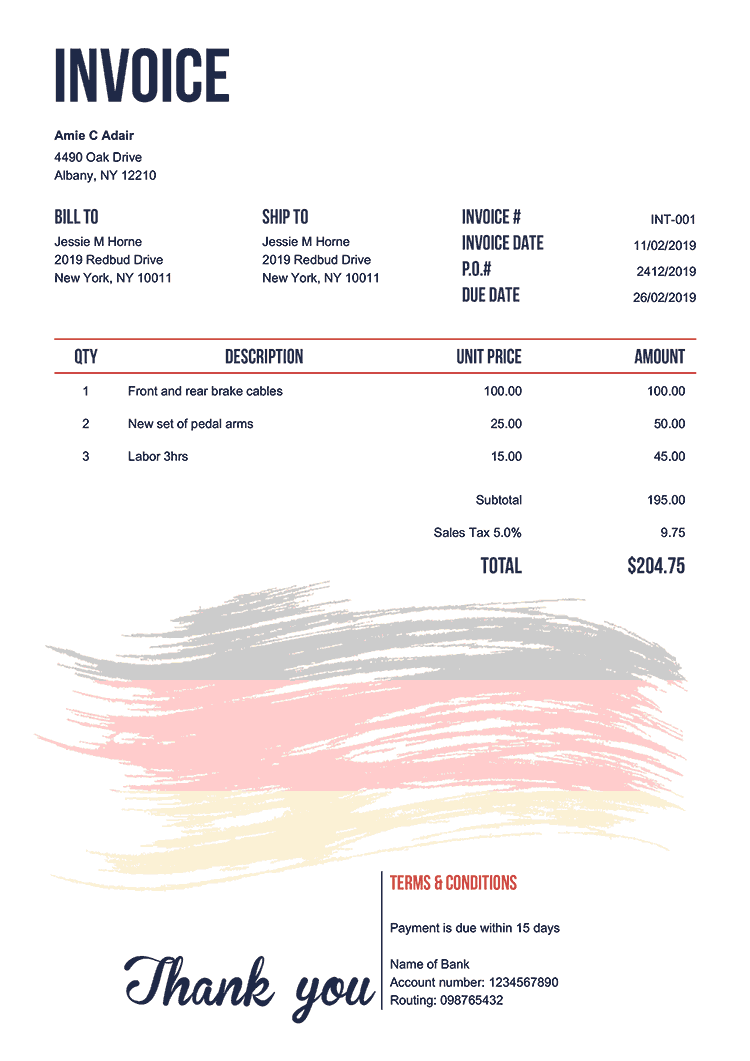 INVOICE
Amie C Adair
4490 Oak Drive
Albany, NY 12210
BILL TO
Jessie M Horne
2019 Redbud Drive
New York, NY 10011
SHIP TO
Jessie M Horne
2019 Redbud Drive
New York, NY 10011
INVOICE # INT-001
INVOICE DATE 11/02/2019
P.O.# 2412/2019
DUE DATE 26/02/2019
QTY DESCRIPTION UNIT PRICE AMOUNT
1 Front and rear brake cables 100.00 100.00
2 New set of pedal arms 25.00 50.00
3 Labor 3hrs 15.00 45.00
Subtotal 195.00
Sales Tax 5.0% 9.75
TOTAL $204.75
Thank you
TERMS & CONDITIONS
Payment is due within 15 days
Name of Bank
Account number: 1234567890
Routing: 098765432